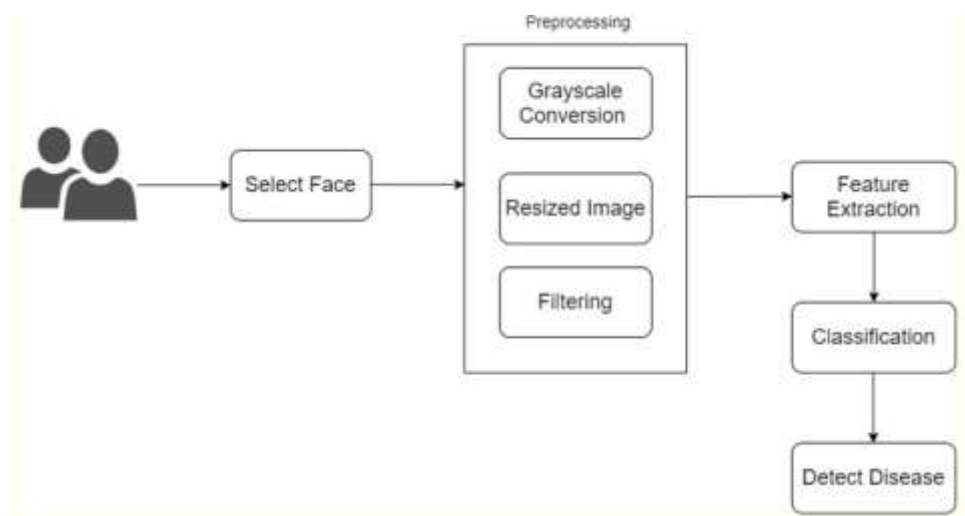 Preprocessing
Grayscale
Conversion
Select Face
Resized Image
Filtering
Feature
Extraction
Classification
Detect Disease